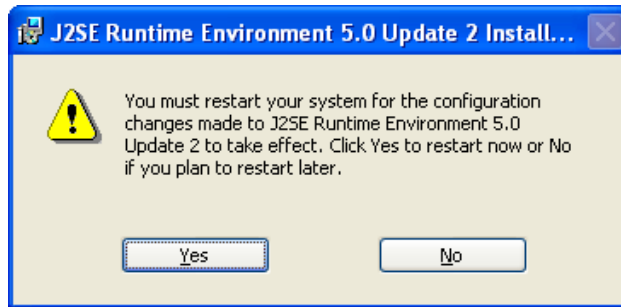 J2SE Runtime Environment 5.0 Update 2 Install...
You must restart your system for the configuration
changes made to J2SE Runtime Environment 5.0
Update 2 to take effect. Click Yes to restart now or No
if you plan to restart later.
Yes No